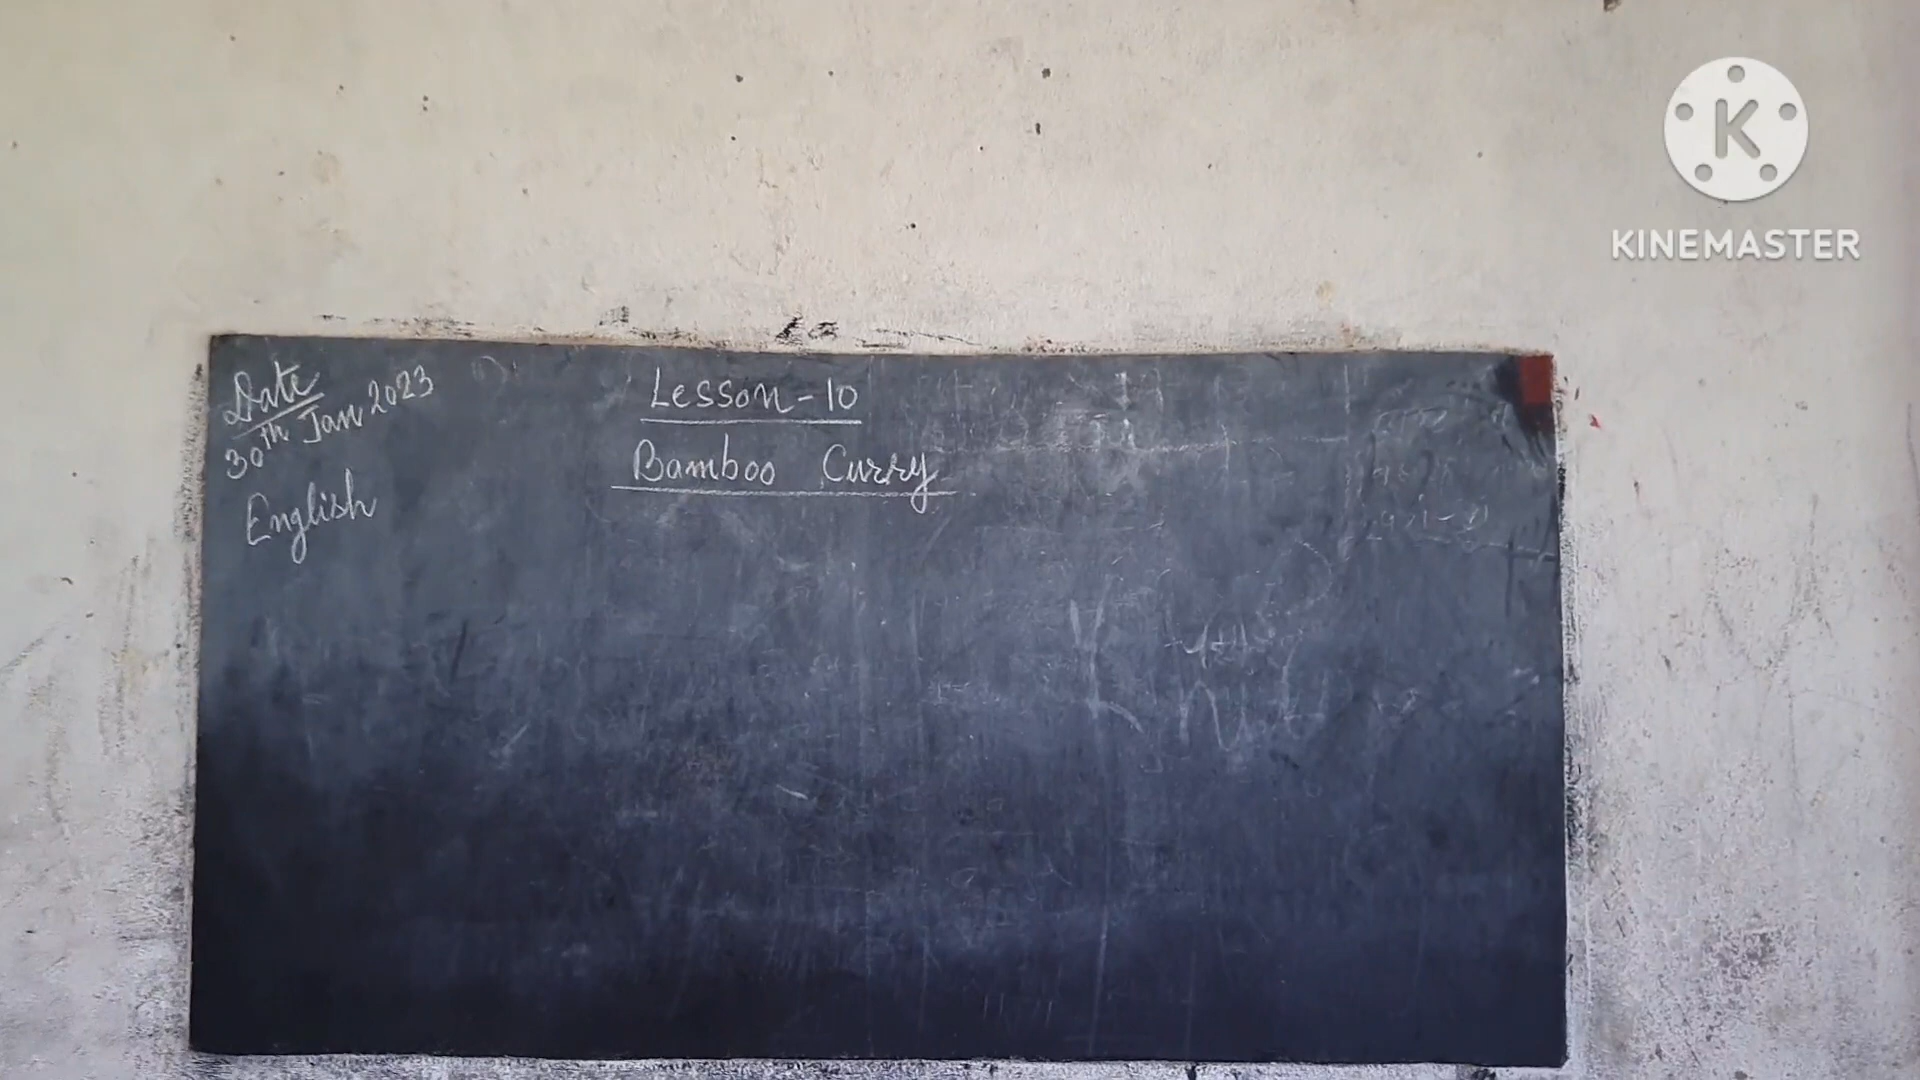 Date
30th Jan 2023
English
Lesson-10
Bamboo Curry
K
KINEMASTER